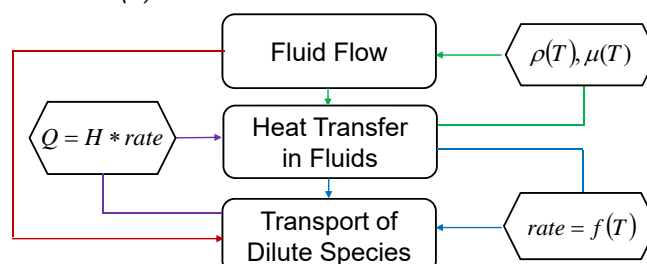 Fluid Flow
ρ(T), μ(T)
Q = H * rate
Heat Transfer
in Fluids
Transport of
Dilute Species
rate = f(T)